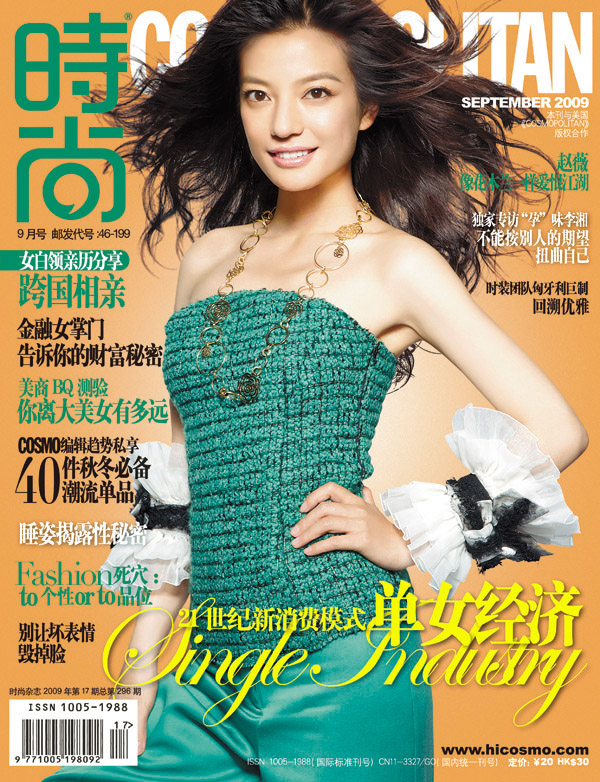 時尚®
COSMOPOLITAN
SEPTEMBER 2009
本刊与美国
《COSMOPOLITAN》
版权合作
9月号 邮发代号:46-199
赵薇
像花木兰一样爱恨江湖
独家专访“孕”味李湘
不能按别人的期望
扭曲自己
时装团队匈牙利巨制
回溯优雅
女白领亲历分享
跨国相亲
金融女掌门
告诉你的财富秘密
美商BQ 测验
你离大美女有多远
COSMO编辑趋势私享
40件秋冬必备
潮流单品
睡姿揭露性秘密
Fashion死穴:
to个性or to品位
别让坏表情
毁掉脸
21世纪新消费模式 单女经济
Single Industry
时尚杂志 2009 年第 17 期总第 296 期
ISSN 1005-1988
17>
9 771005 198092
www.hicosmo.com
ISSN 1005-1988(国际标准刊号) CN11-3327/GO(国内统一刊号) 定价: ¥20 HK$30